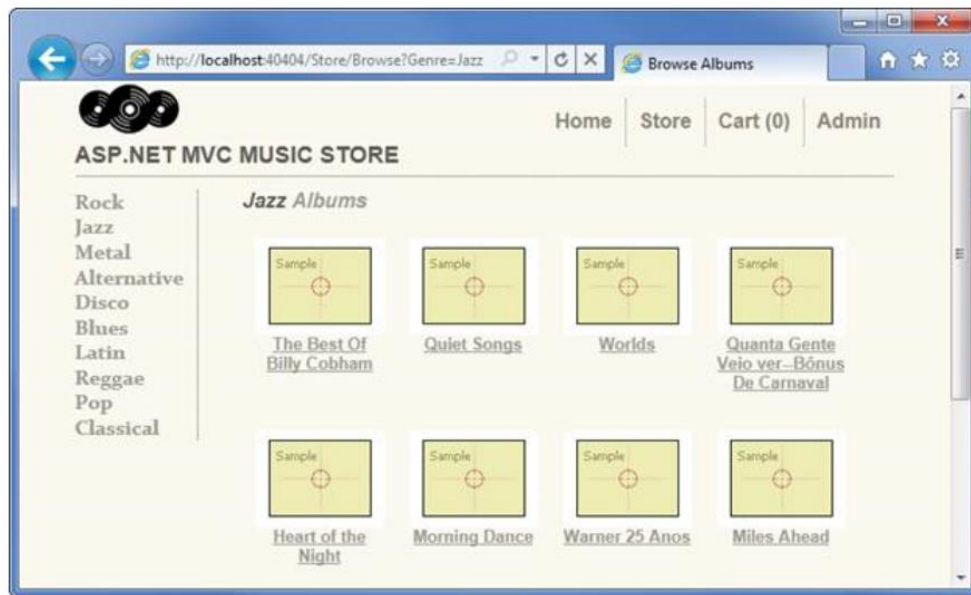 http://localhost:40404/Store/Browse?Genre=Jazz
Browse Albums
Home Store Cart (0) Admin
ASP.NET MVC MUSIC STORE
Rock
Jazz
Metal
Alternative
Disco
Blues
Latin
Reggae
Pop
Classical
Jazz Albums
Sample
The Best Of
Billy Cobham
Sample
Quiet Songs
Sample
Worlds
Sample
Quanta Gente
Veio ver--Bônus
De Carnaval
Sample
Heart of the
Night
Sample
Morning Dance
Sample
Warner 25 Anos
Sample
Miles Ahead